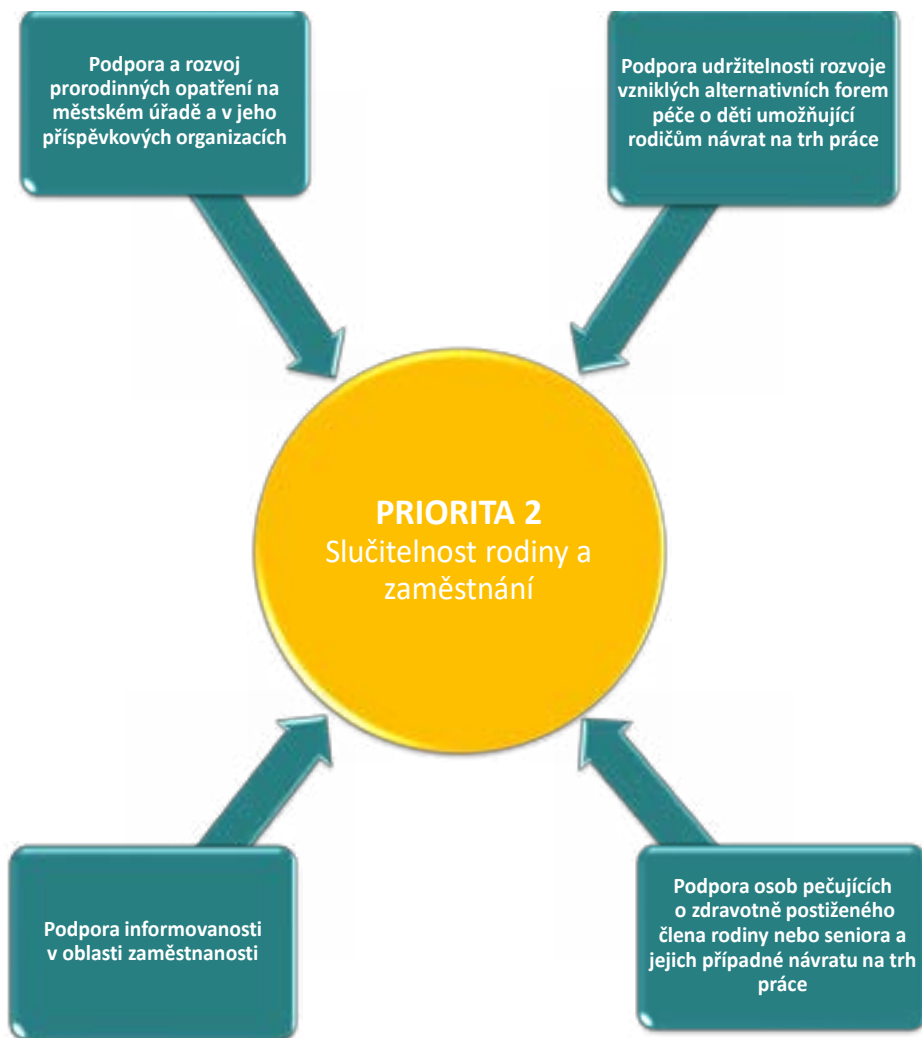 Podpora a rozvoj
prorodinných opatření na
městském úřadě a v jeho
příspěvkových organizacích
Podpora udržitelnosti rozvoje
vzniklých alternativních forem
péče o děti umožňující
rodičům návrat na trh práce
PRIORITA 2
Slučitelnost rodiny a
zaměstnání
Podpora informovanosti
v oblasti zaměstnanosti
Podpora osob pečujících
o zdravotně postiženého
člena rodiny nebo seniora a
jejich případné návratu na trh
práce